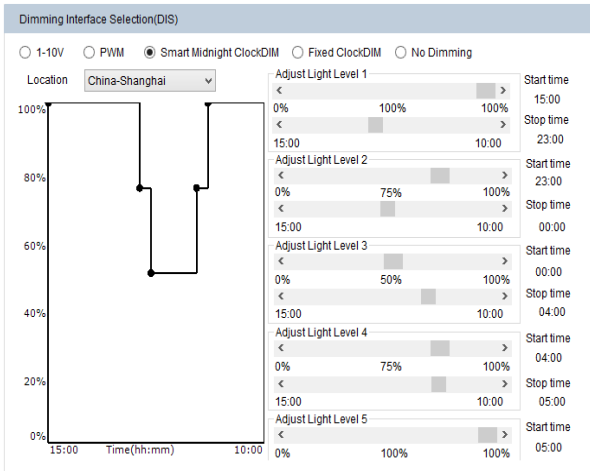 Dimming Interface Selection(DIS)
1-10V PWM Smart Midnight ClockDIM Fixed ClockDIM No Dimming
Location China-Shanghai
100%
80%
60%
40%
20%
0%
15:00 Time(hh:mm) 10:00
Adjust Light Level 1
0% 100% 100%
15:00 10:00
Start time
15:00
Stop time
23:00
Adjust Light Level 2
0% 75% 100%
15:00 10:00
Start time
23:00
Stop time
00:00
Adjust Light Level 3
0% 50% 100%
15:00 10:00
Start time
00:00
Stop time
04:00
Adjust Light Level 4
0% 75% 100%
15:00 10:00
Start time
04:00
Stop time
05:00
Adjust Light Level 5
0% 100% 100%
Start time
05:00